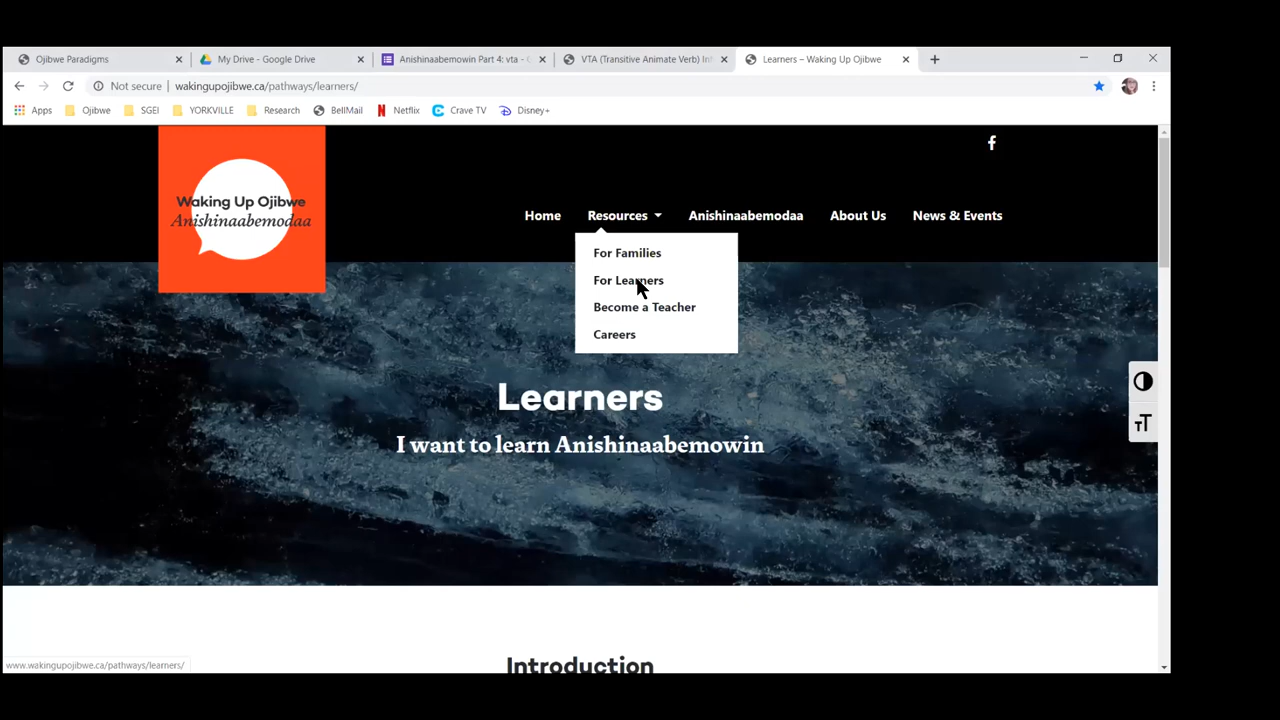 Ojibwe Paradigms
My Drive - Google Drive
Anishinaabemowin Part 4: vta -
VTA (Transitive Animate Verb) In
Learners – Waking Up Ojibwe
Not secure | wakingupojibwe.ca/pathways/learners/
Apps Ojibwe SGEI YORKVILLE Research BellMail Netflix Crave TV Disney+
Waking Up Ojibwe
Anishinaabemodaa
Home Resources Anishinaabemodaa About Us News & Events
For Families
For Learners
Become a Teacher
Careers
Learners
I want to learn Anishinaabemowin
Introduction
www.wakingupojibwe.ca/pathways/learners/